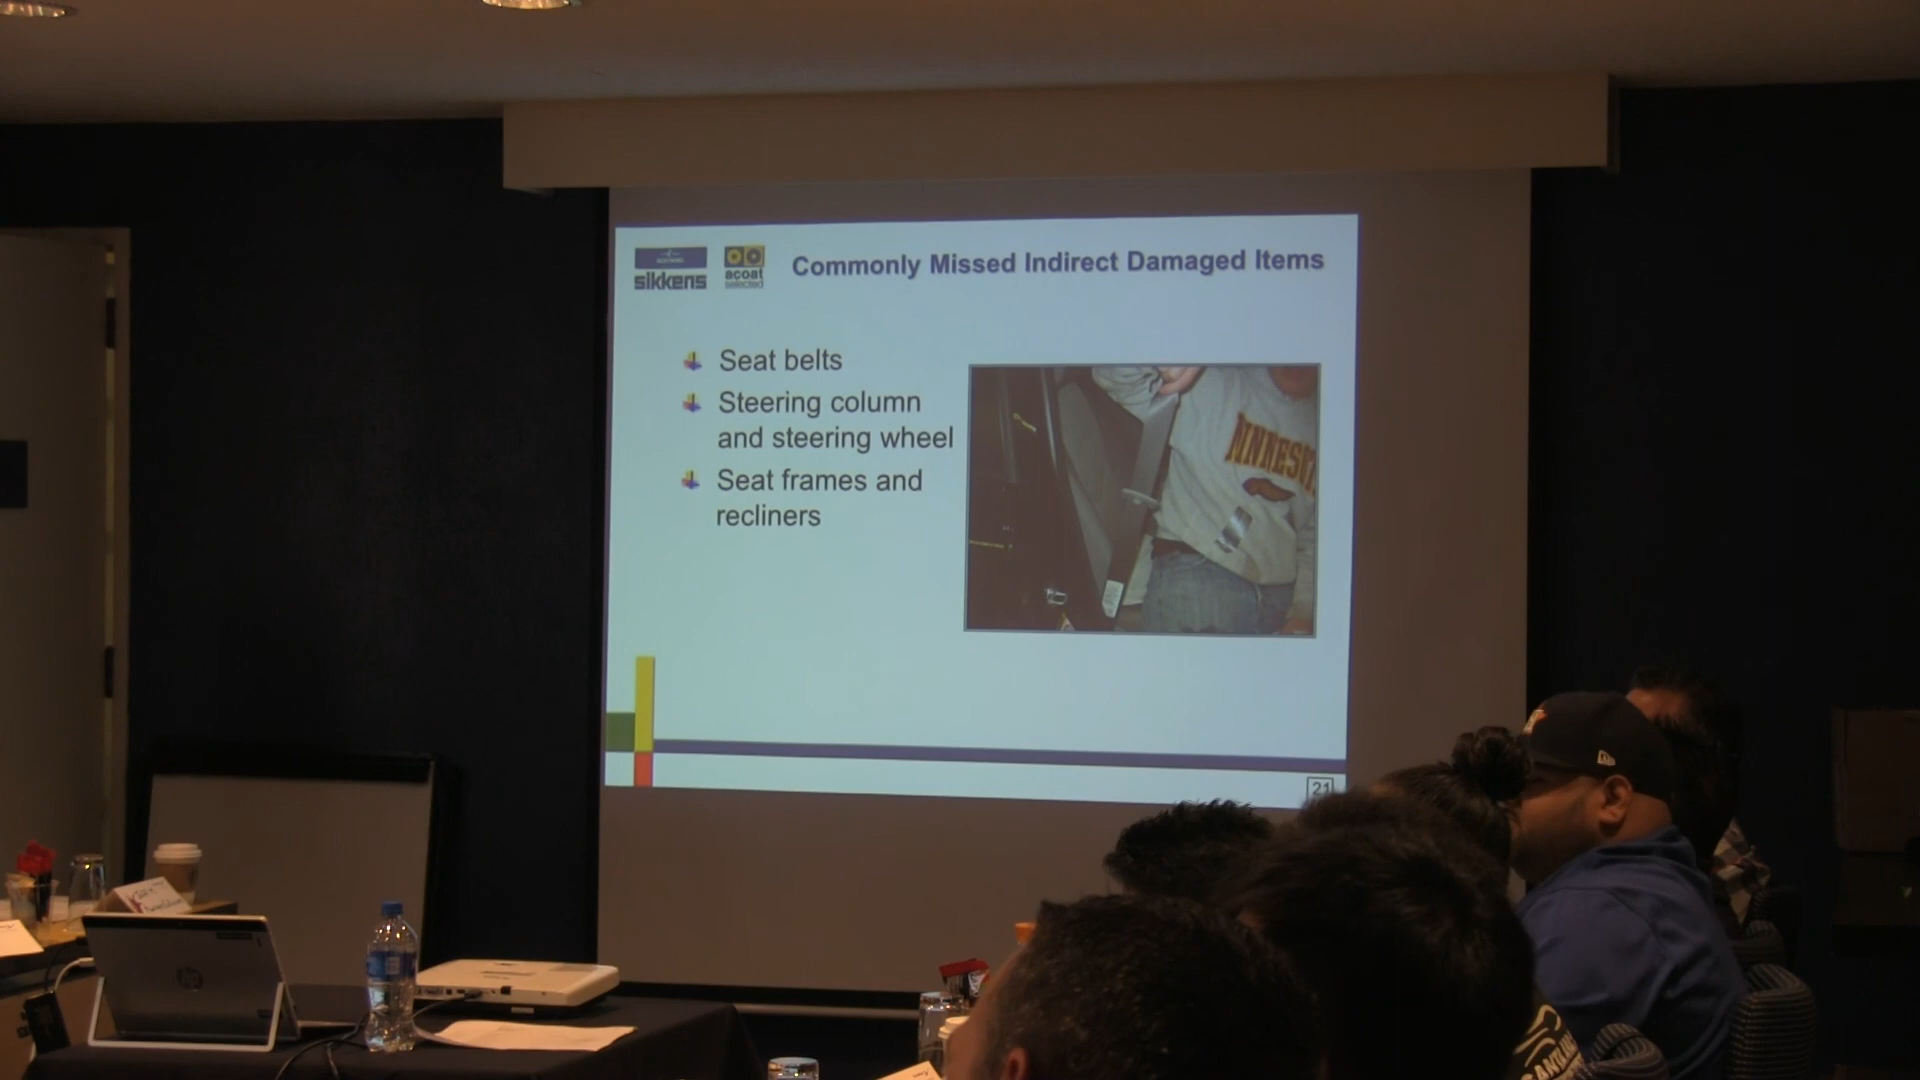 sikkens
acoat
selected
Commonly Missed Indirect Damaged Items
Seat belts
Steering column
and steering wheel
Seat frames and
recliners
21
hp